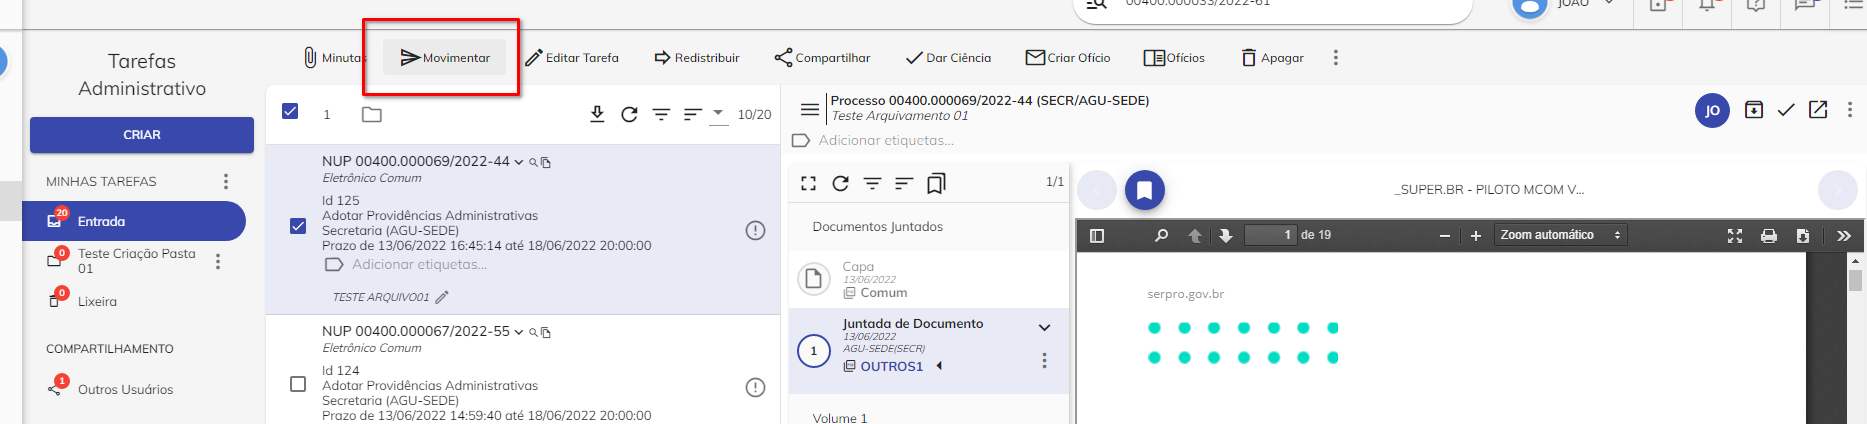 00400.000033/2022-61
JOÃO
Tarefas
Administrativo
CRIAR
MINHAS TAREFAS
20
Entrada
0
Teste Criação Pasta
01
0
Lixeira
COMPARTILHAMENTO
1
Outros Usuários
Minutas
Movimentar
Editar Tarefa
Redistribuir
Compartilhar
Dar Ciência
Criar Ofício
Ofícios
Apagar
1
10/20
NUP 00400.000069/2022-44
Eletrônico Comum
Id 125
Adotar Providências Administrativas
Secretaria (AGU-SEDE)
Prazo de 13/06/2022 16:45:14 até 18/06/2022 20:00:00
Adicionar etiquetas...
TESTE ARQUIVO01
NUP 00400.000067/2022-55
Eletrônico Comum
Id 124
Adotar Providências Administrativas
Secretaria (AGU-SEDE)
Prazo de 13/06/2022 14:59:40 até 18/06/2022 20:00:00
Processo 00400.000069/2022-44 (SECR/AGU-SEDE)
Teste Arquivamento 01
JO
Adicionar etiquetas...
1/1
Documentos Juntados
Capa
13/06/2022
Comum
1
Juntada de Documento
13/06/2022
AGU-SEDE(SECR)
OUTROS1
Volume 1
_SUPER.BR - PILOTO MCOM V...
1 de 19
Zoom automático
serpro.gov.br